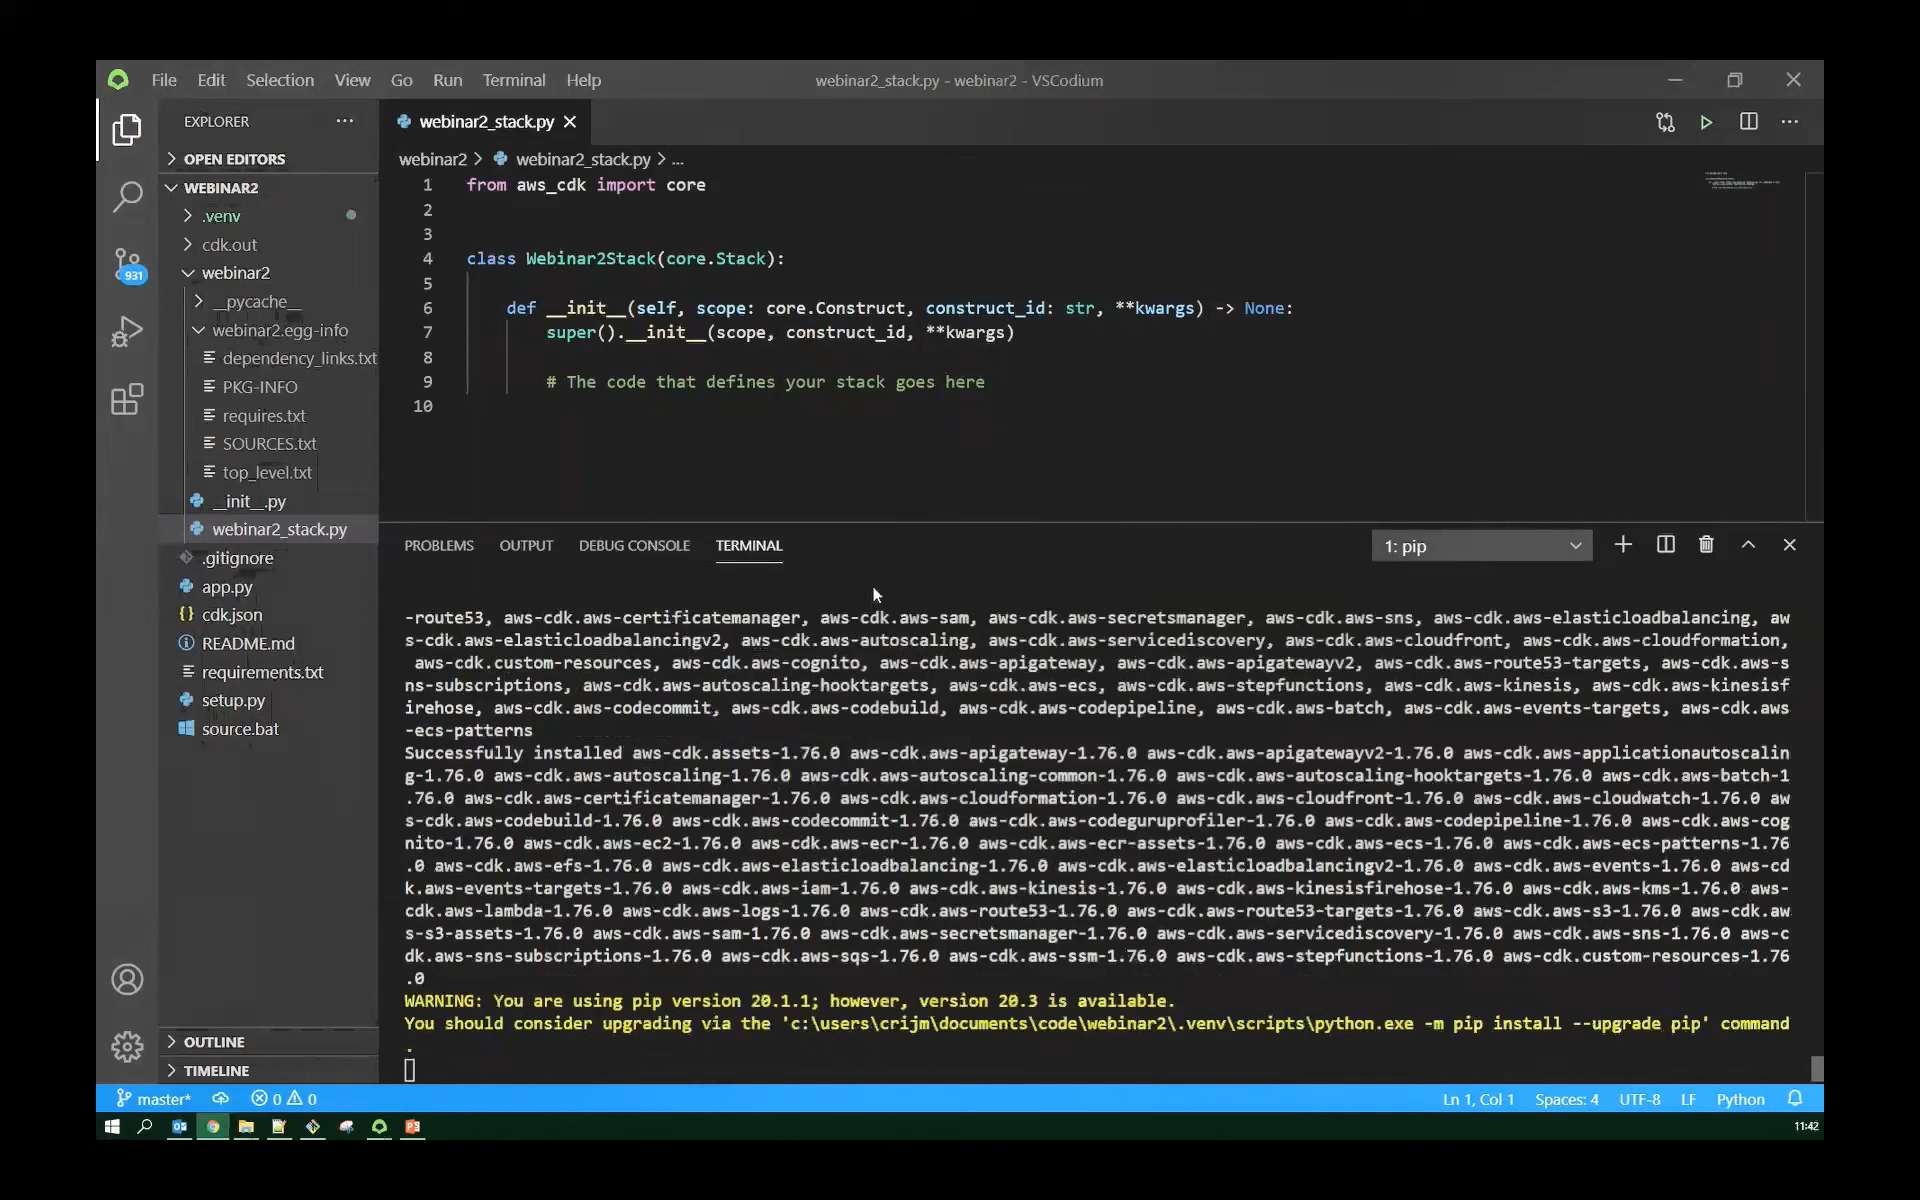 File Edit Selection View Go Run Terminal Help
webinar2_stack.py - webinar2 - VSCodium
EXPLORER
OPEN EDITORS
WEBINAR2
.venv
cdk.out
webinar2
__pycache__
webinar2.egg-info
dependency_links.txt
PKG-INFO
requires.txt
SOURCES.txt
top_level.txt
__init__.py
webinar2_stack.py
.gitignore
app.py
cdk.json
README.md
requirements.txt
setup.py
source.bat
OUTLINE
TIMELINE
931
webinar2_stack.py
webinar2 > webinar2_stack.py > ...
1 from aws_cdk import core
2
3
4 class Webinar2Stack(core.Stack):
5
6 def __init__(self, scope: core.Construct, construct_id: str, **kwargs) -> None:
7 super().__init__(scope, construct_id, **kwargs)
8
9 # The code that defines your stack goes here
10
PROBLEMS OUTPUT DEBUG CONSOLE TERMINAL
1: pip
-route53, aws-cdk.aws-certificatemanager, aws-cdk.aws-sam, aws-cdk.aws-secretsmanager, aws-cdk.aws-sns, aws-cdk.aws-elasticloadbalancing, aw
s-cdk.aws-elasticloadbalancingv2, aws-cdk.aws-autoscaling, aws-cdk.aws-servicediscovery, aws-cdk.aws-cloudfront, aws-cdk.aws-cloudformation,
aws-cdk.custom-resources, aws-cdk.aws-cognito, aws-cdk.aws-apigateway, aws-cdk.aws-apigatewayv2, aws-cdk.aws-route53-targets, aws-cdk.aws-s
ns-subscriptions, aws-cdk.aws-autoscaling-hooktargets, aws-cdk.aws-ecs, aws-cdk.aws-stepfunctions, aws-cdk.aws-kinesis, aws-cdk.aws-kinesisf
irehose, aws-cdk.aws-codecommit, aws-cdk.aws-codebuild, aws-cdk.aws-codepipeline, aws-cdk.aws-batch, aws-cdk.aws-events-targets, aws-cdk.aws
-ecs-patterns
Successfully installed aws-cdk.assets-1.76.0 aws-cdk.aws-apigateway-1.76.0 aws-cdk.aws-apigatewayv2-1.76.0 aws-cdk.aws-applicationautoscalin
g-1.76.0 aws-cdk.aws-autoscaling-1.76.0 aws-cdk.aws-autoscaling-common-1.76.0 aws-cdk.aws-autoscaling-hooktargets-1.76.0 aws-cdk.aws-batch-1
.76.0 aws-cdk.aws-certificatemanager-1.76.0 aws-cdk.aws-cloudformation-1.76.0 aws-cdk.aws-cloudfront-1.76.0 aws-cdk.aws-cloudwatch-1.76.0 aw
s-cdk.aws-codebuild-1.76.0 aws-cdk.aws-codecommit-1.76.0 aws-cdk.aws-codeguruprofiler-1.76.0 aws-cdk.aws-codepipeline-1.76.0 aws-cdk.aws-cog
nito-1.76.0 aws-cdk.aws-ec2-1.76.0 aws-cdk.aws-ecr-1.76.0 aws-cdk.aws-ecr-assets-1.76.0 aws-cdk.aws-ecs-1.76.0 aws-cdk.aws-ecs-patterns-1.76
.0 aws-cdk.aws-efs-1.76.0 aws-cdk.aws-elasticloadbalancing-1.76.0 aws-cdk.aws-elasticloadbalancingv2-1.76.0 aws-cdk.aws-events-1.76.0 aws-cd
k.aws-events-targets-1.76.0 aws-cdk.aws-iam-1.76.0 aws-cdk.aws-kinesis-1.76.0 aws-cdk.aws-kinesisfirehose-1.76.0 aws-cdk.aws-kms-1.76.0 aws-
cdk.aws-lambda-1.76.0 aws-cdk.aws-logs-1.76.0 aws-cdk.aws-route53-1.76.0 aws-cdk.aws-route53-targets-1.76.0 aws-cdk.aws-s3-1.76.0 aws-cdk.aw
s-s3-assets-1.76.0 aws-cdk.aws-sam-1.76.0 aws-cdk.aws-secretsmanager-1.76.0 aws-cdk.aws-servicediscovery-1.76.0 aws-cdk.aws-sns-1.76.0 aws-c
dk.aws-sns-subscriptions-1.76.0 aws-cdk.aws-sqs-1.76.0 aws-cdk.aws-ssm-1.76.0 aws-cdk.aws-stepfunctions-1.76.0 aws-cdk.custom-resources-1.76
.0
WARNING: You are using pip version 20.1.1; however, version 20.3 is available.
You should consider upgrading via the 'c:\users\crijm\documents\code\webinar2\.venv\scripts\python.exe -m pip install --upgrade pip' command
.
master* 0 0 Ln 1, Col 1 Spaces: 4 UTF-8 LF Python
11:42